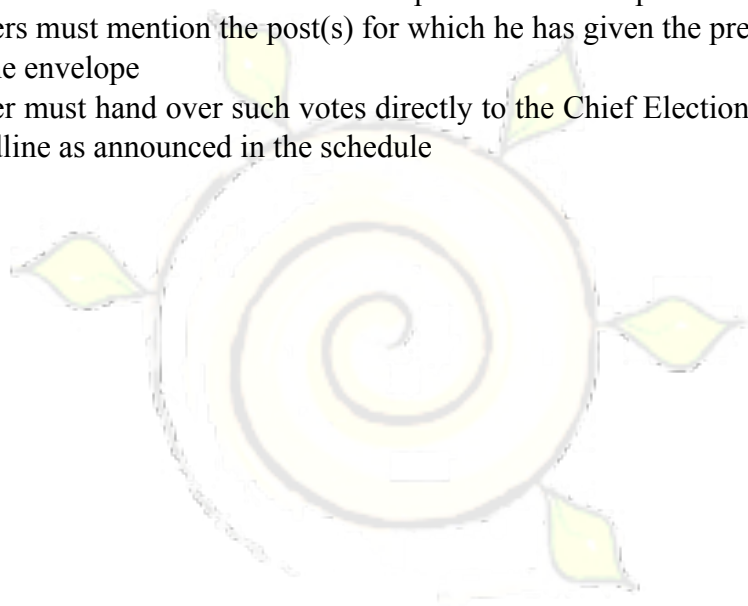 ers must mention the post(s) for which he has given the pre
e envelope
er must hand over such votes directly to the Chief Election
lline as announced in the schedule